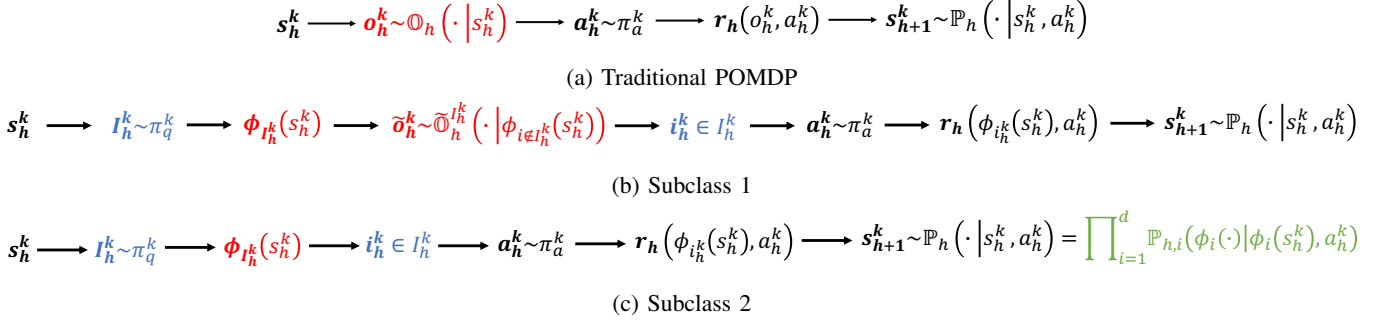 s_h^k ⟶ o_h^k ~ 𝕆_h ( · | s_h^k ) ⟶ a_h^k ~ π_a^k ⟶ r_h ( o_h^k , a_h^k ) ⟶ s_{h+1}^k ~ ℙ_h ( · | s_h^k , a_h^k )
(a) Traditional POMDP
s_h^k ⟶ I_h^k ~ π_q^k ⟶ ϕ_{I_h^k} ( s_h^k ) ⟶ õ_h^k ~ 𝕆̃_h^{I_h^k} ( · | ϕ_{i∉I_h^k} ( s_h^k ) ) ⟶ i_h^k ∈ I_h^k ⟶ a_h^k ~ π_a^k ⟶ r_h ( ϕ_{i_h^k} ( s_h^k ) , a_h^k ) ⟶ s_{h+1}^k ~ ℙ_h ( · | s_h^k , a_h^k )
(b) Subclass 1
s_h^k ⟶ I_h^k ~ π_q^k ⟶ ϕ_{I_h^k} ( s_h^k ) ⟶ i_h^k ∈ I_h^k ⟶ a_h^k ~ π_a^k ⟶ r_h ( ϕ_{i_h^k} ( s_h^k ) , a_h^k ) ⟶ s_{h+1}^k ~ ℙ_h ( · | s_h^k , a_h^k ) = ∏_{i=1}^d ℙ_{h,i} ( ϕ_i(·) | ϕ_i ( s_h^k ) , a_h^k )
(c) Subclass 2